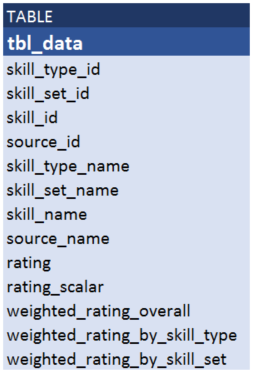 TABLE
tbl_data
skill_type_id
skill_set_id
skill_id
source_id
skill_type_name
skill_set_name
skill_name
source_name
rating
rating_scalar
weighted_rating_overall
weighted_rating_by_skill_type
weighted_rating_by_skill_set